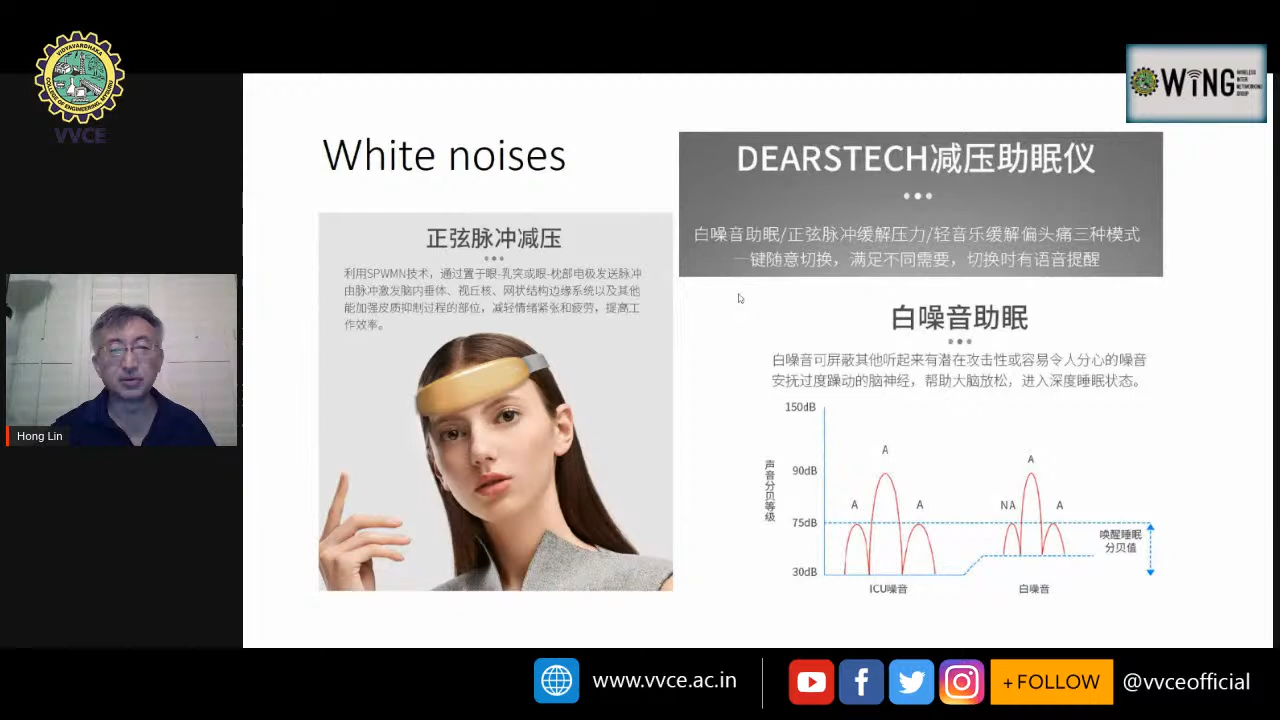 VIDYAVARDHAKA
COLLEGE OF ENGINEERING, MYSURU
VVCE
WiNG
WIRELESS
INTER
NETWORKING
GROUP
White noises
DEARSTECH减压助眠仪
白噪音助眠/正弦脉冲缓解压力/轻音乐缓解偏头痛三种模式
一键随意切换，满足不同需要，切换时有语音提醒
正弦脉冲减压
利用SPWMN技术，通过置于眼-乳突或眼-枕部电极发送脉冲
由脉冲激发脑内垂体、视丘核、网状结构边缘系统以及其他
能加强皮质抑制过程的部位，减轻情绪紧张和疲劳，提高工
作效率。
白噪音助眠
白噪音可屏蔽其他听起来有潜在攻击性或容易令人分心的噪音
安抚过度躁动的脑神经，帮助大脑放松，进入深度睡眠状态。
声音分贝等级
150dB
90dB
75dB
30dB
A
A
A
NA
A
A
唤醒睡眠
分贝值
ICU噪音
白噪音
Hong Lin
www.vvce.ac.in
+ FOLLOW
@vvceofficial